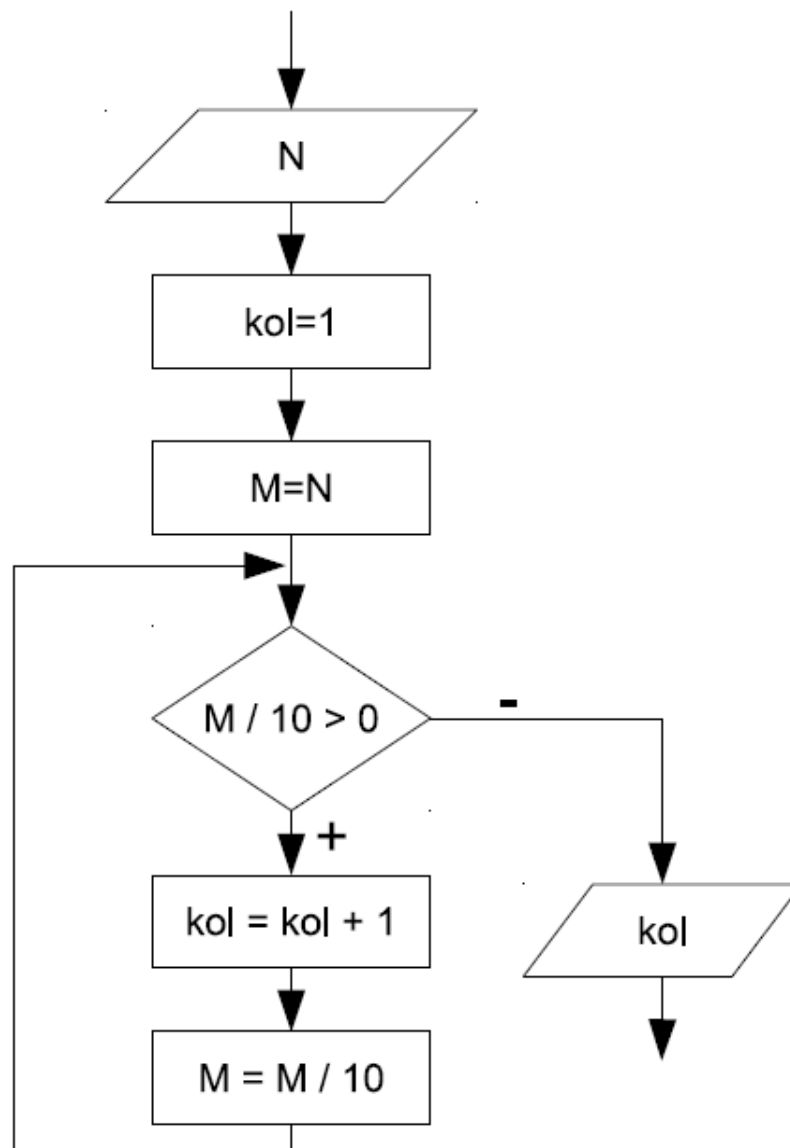 N
kol=1
M=N
M / 10 > 0
-
+
kol = kol + 1
kol
M = M / 10